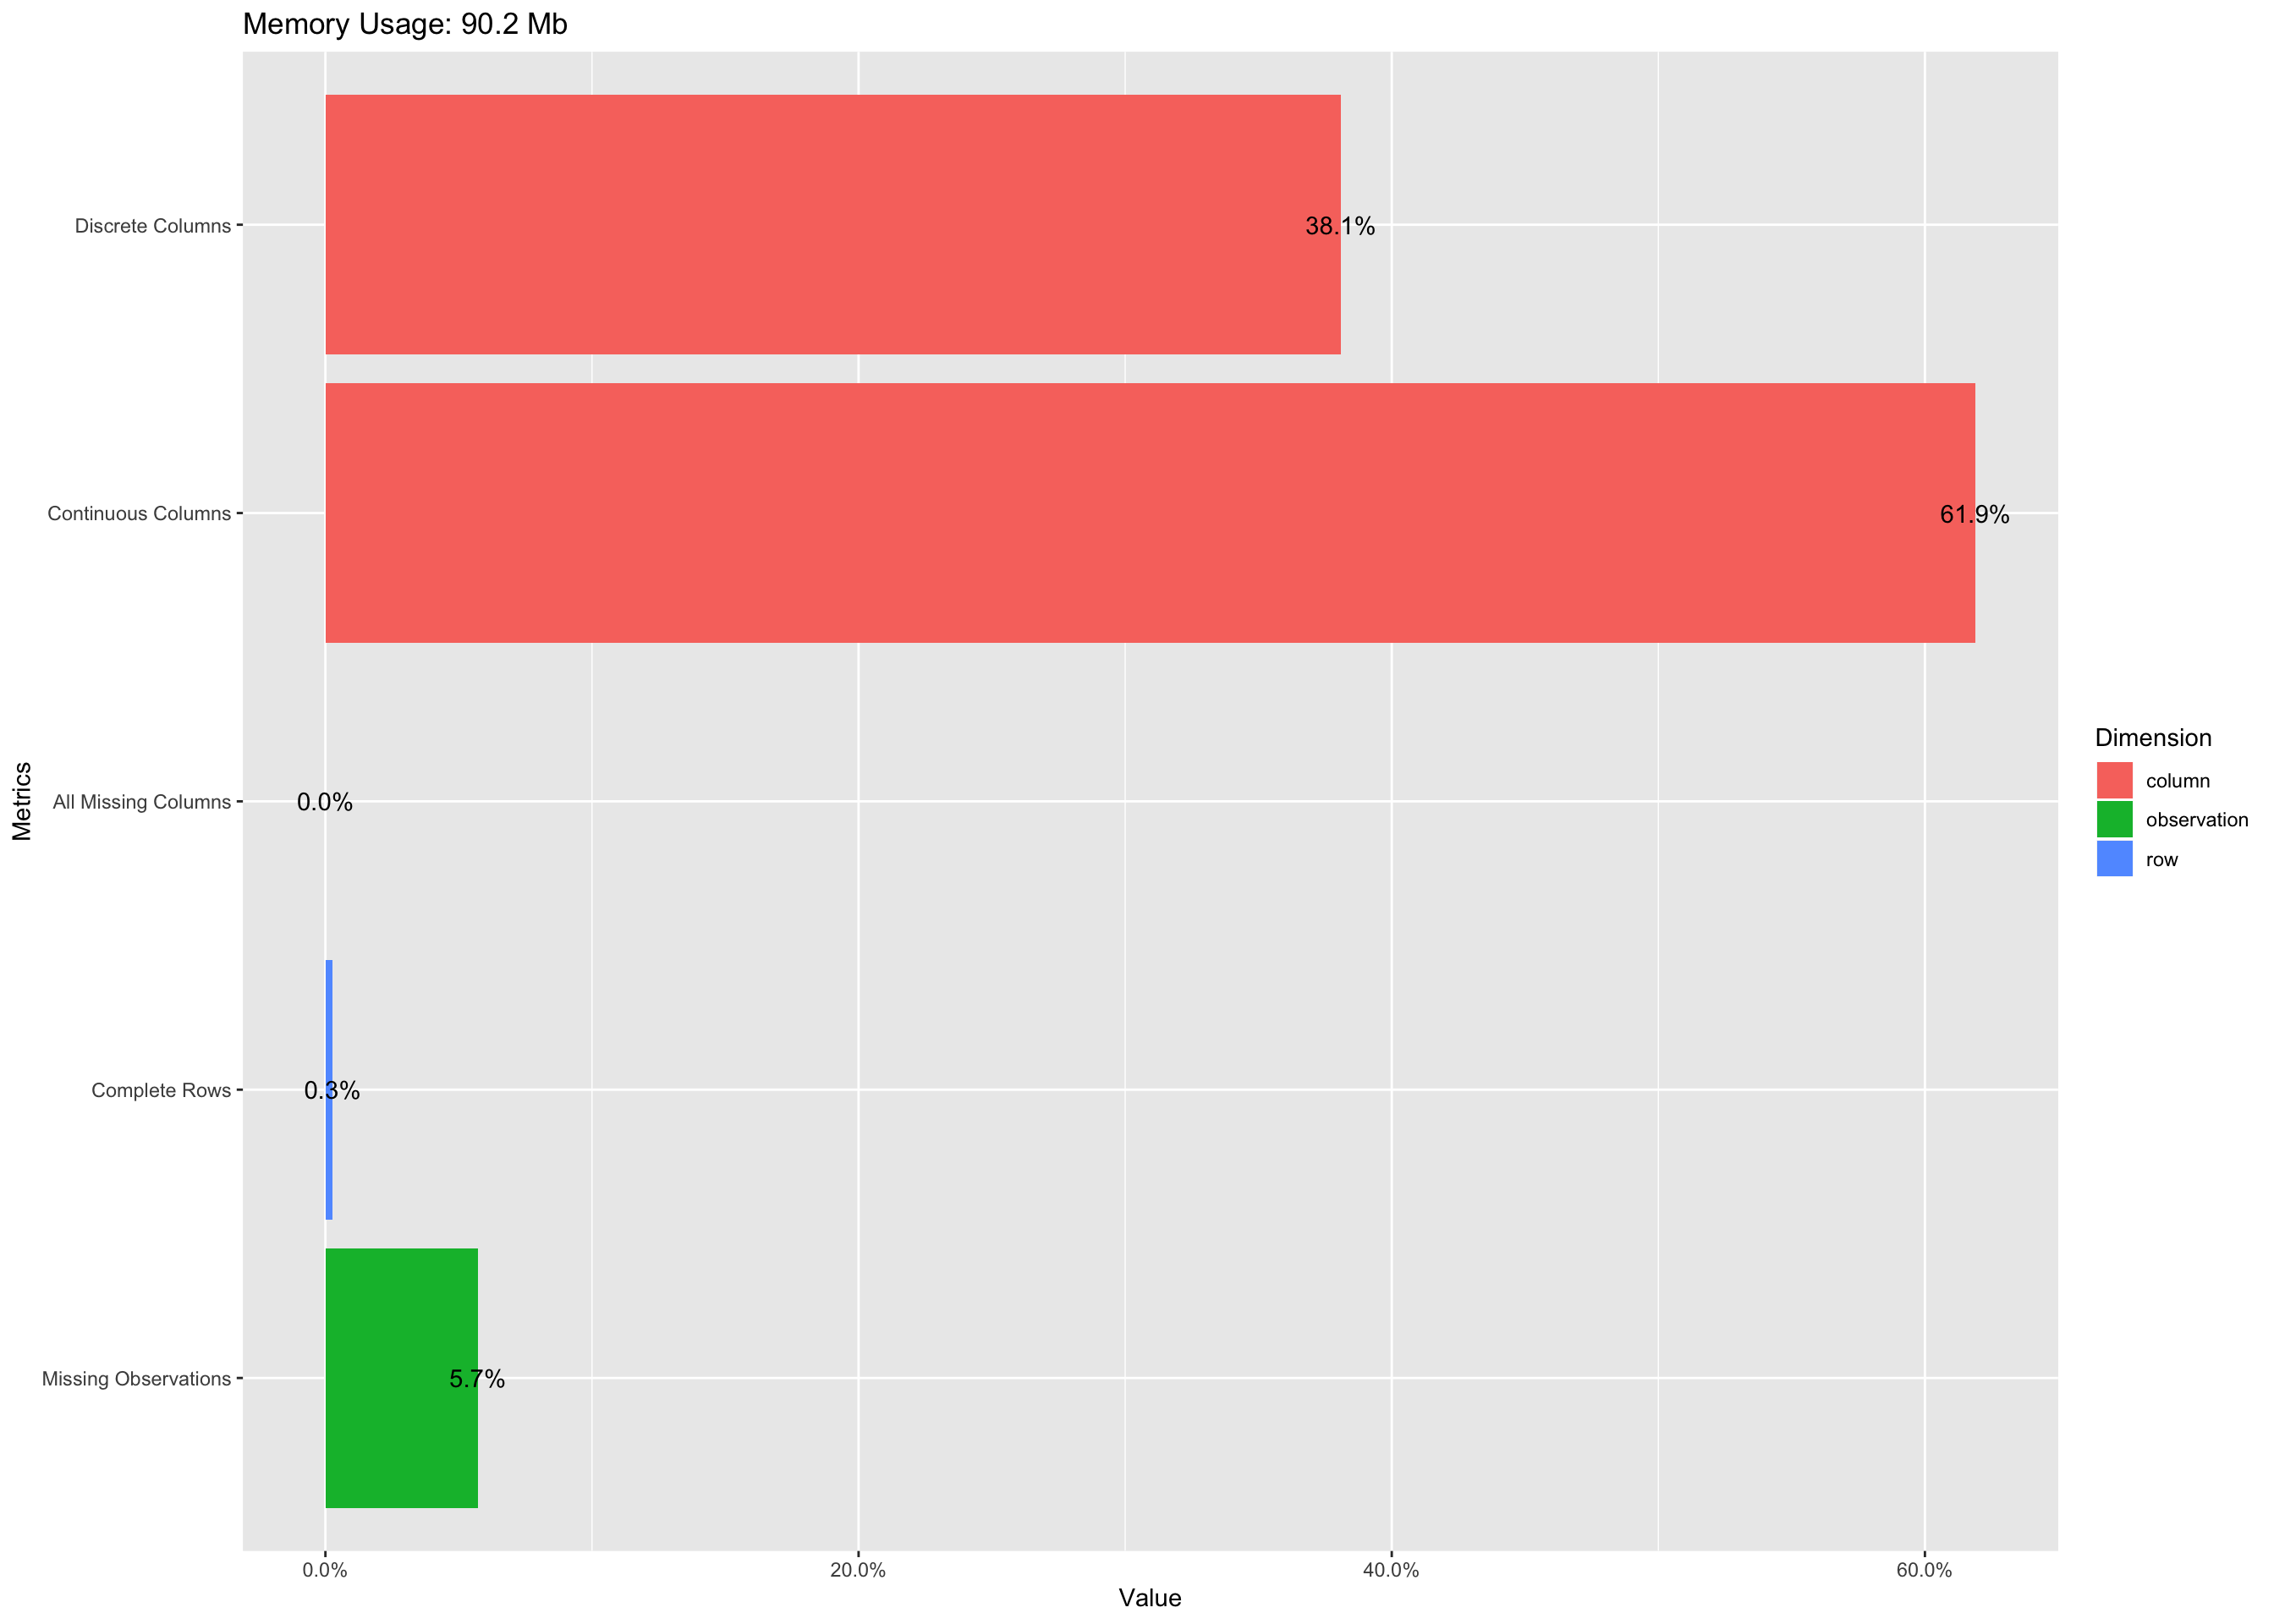 Memory Usage: 90.2 Mb
Discrete Columns
38.1%
Continuous Columns
61.9%
All Missing Columns
0.0%
Complete Rows
0.3%
Missing Observations
5.7%
Metrics
0.0%
20.0%
40.0%
60.0%
Value
Dimension
column
observation
row